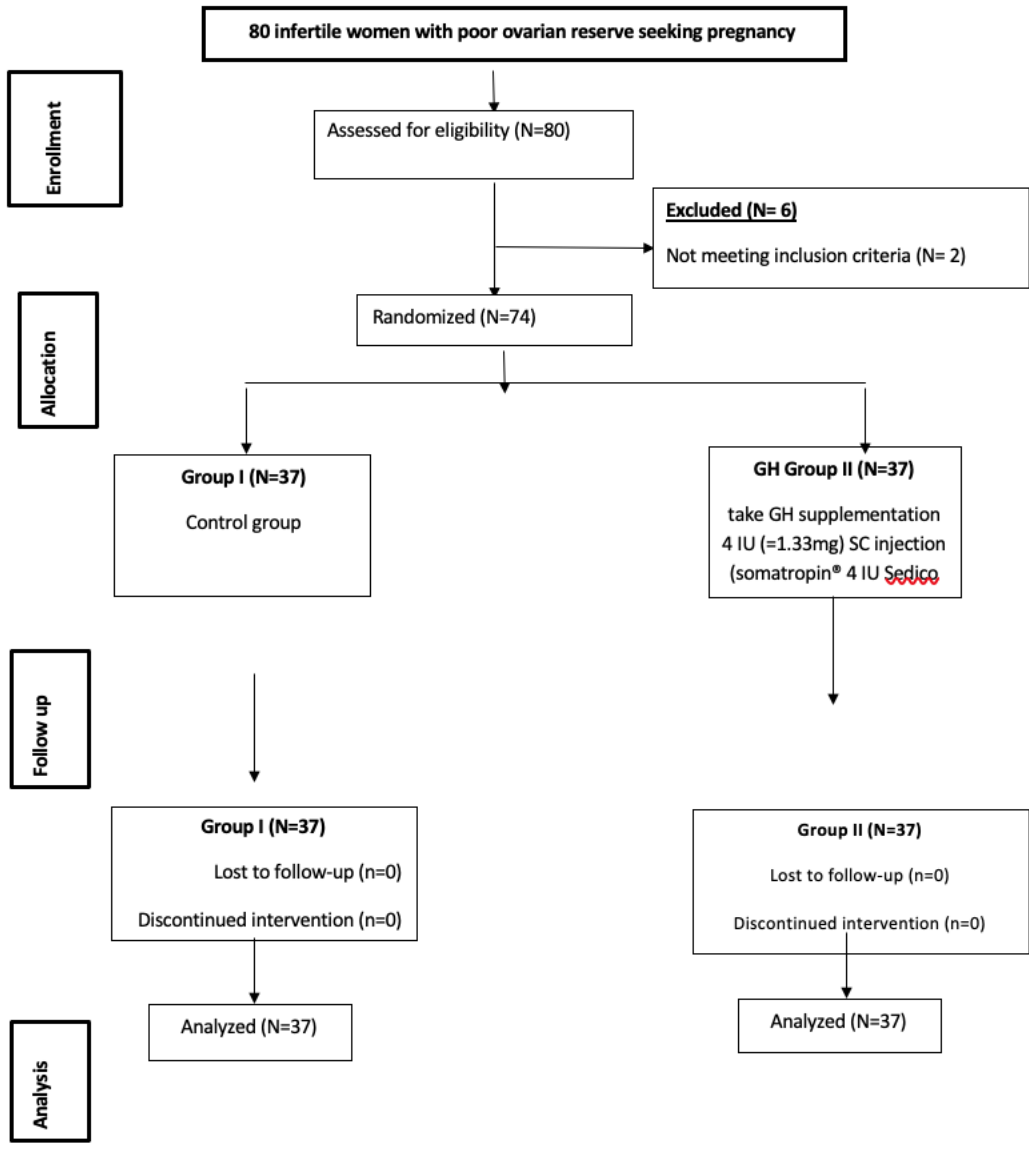 80 infertile women with poor ovarian reserve seeking pregnancy
Enrollment
Assessed for eligibility (N=80)
Excluded (N= 6)
Not meeting inclusion criteria (N= 2)
Allocation
Randomized (N=74)
Group I (N=37)
Control group
GH Group II (N=37)
take GH supplementation
4 IU (=1.33mg) SC injection
(somatropin® 4 IU Sedico
Follow up
Group I (N=37)
Lost to follow-up (n=0)
Discontinued intervention (n=0)
Group II (N=37)
Lost to follow-up (n=0)
Discontinued intervention (n=0)
Analysis
Analyzed (N=37)
Analyzed (N=37)